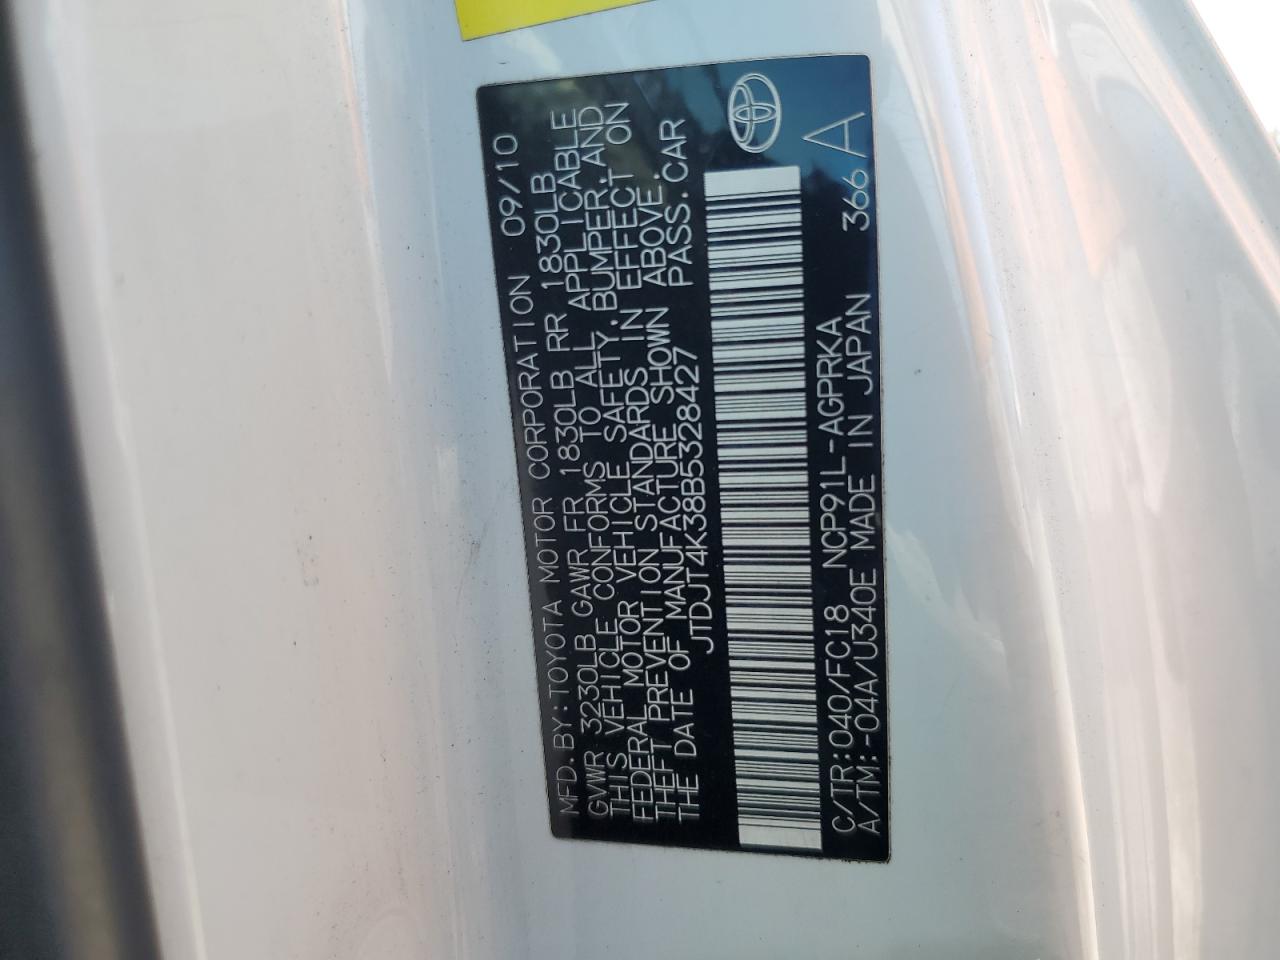 MFD. BY: TOYOTA MOTOR CORPORATION 09/10
GVWR 3230LB GAWR FR 1830LB RR 1830LB
THIS VEHICLE CONFORMS TO ALL APPLICABLE
FEDERAL MOTOR VEHICLE SAFETY, BUMPER, AND
THEFT PREVENTION STANDARDS IN EFFECT ON
THE DATE OF MANUFACTURE SHOWN ABOVE.
JTDJT4K38B5328427 PASS. CAR
C/TR:040/FC18 NCP91L-AGPRKA 366A
A/TM:-04A/U340E MADE IN JAPAN